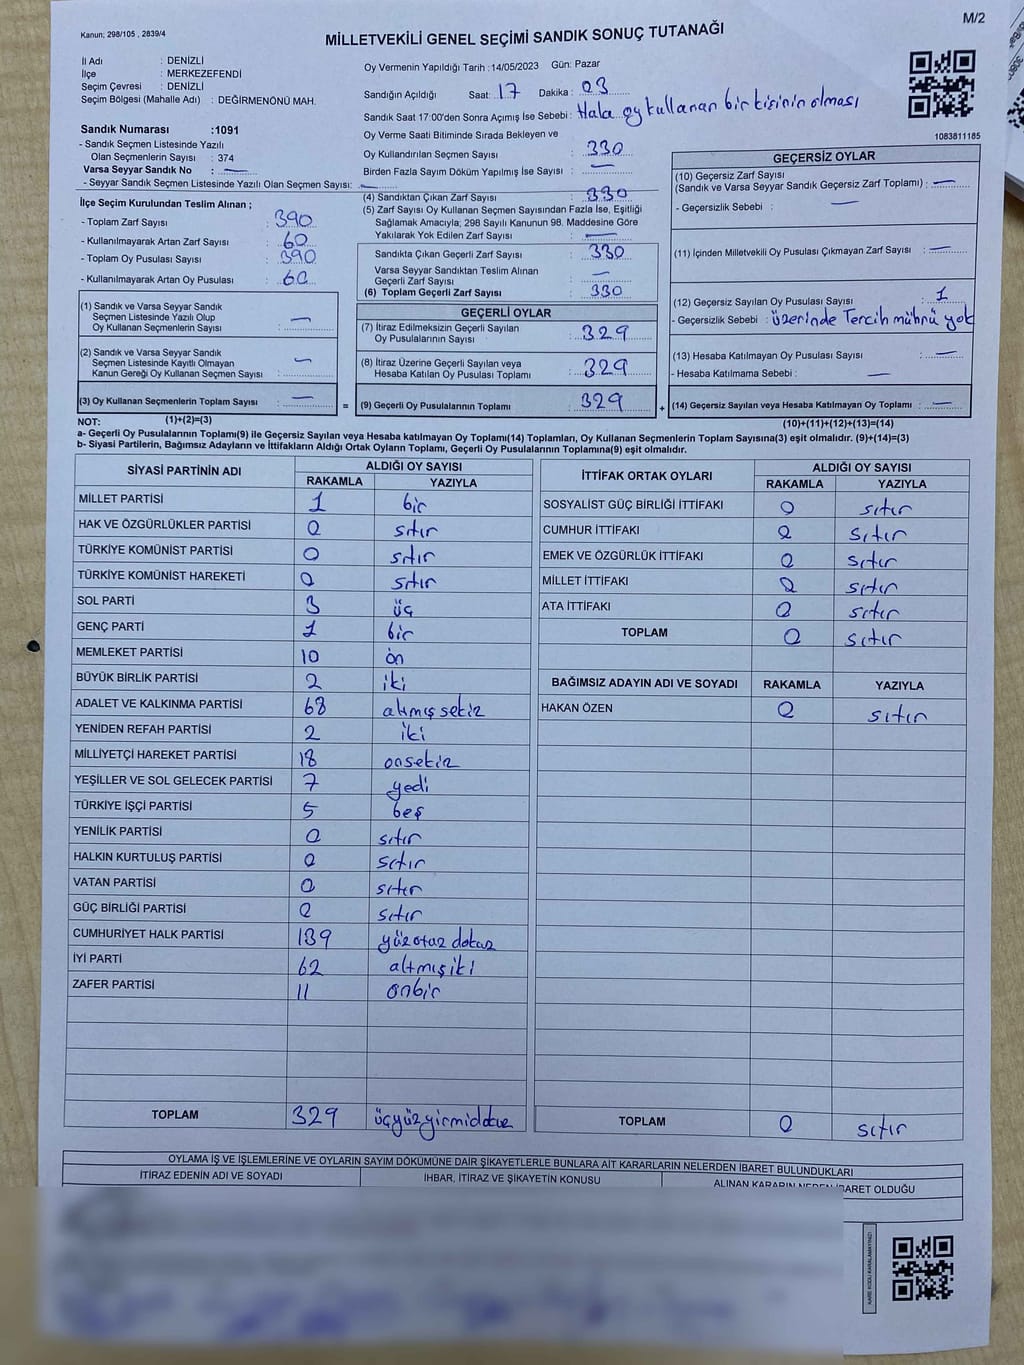 M/2
Kanun; 298/105 , 2839/4
MİLLETVEKİLİ GENEL SEÇİMİ SANDIK SONUÇ TUTANAĞI
İl Adı : DENİZLİ
İlçe : MERKEZEFENDİ
Seçim Çevresi : DENİZLİ
Seçim Bölgesi (Mahalle Adı) : DEĞİRMENÖNÜ MAH.
Oy Vermenin Yapıldığı Tarih :14/05/2023 Gün: Pazar
Sandığın Açıldığı Saat: 17 Dakika : 03
Sandık Saat 17:00'den Sonra Açımış İse Sebebi : Hala oy kullanan bir kişinin olması
1083811185
Sandık Numarası :1091
- Sandık Seçmen Listesinde Yazılı
Olan Seçmenlerin Sayısı : 374
Varsa Seyyar Sandık No : —
- Seyyar Sandık Seçmen Listesinde Yazılı Olan Seçmen Sayısı: —
Oy Verme Saati Bitiminde Sırada Bekleyen ve
Oy Kullandırılan Seçmen Sayısı : 330
Birden Fazla Sayım Döküm Yapılmış İse Sayısı : —
İlçe Seçim Kurulundan Teslim Alınan ;
- Toplam Zarf Sayısı : 390
- Kullanılmayarak Artan Zarf Sayısı : 60
- Toplam Oy Pusulası Sayısı : 390
- Kullanılmayarak Artan Oy Pusulası : 60
(4) Sandıktan Çıkan Zarf Sayısı : 330
(5) Zarf Sayısı Oy Kullanan Seçmen Sayısından Fazla İse, Eşitliği
Sağlamak Amacıyla; 298 Sayılı Kanunun 98. Maddesine Göre
Yakılarak Yok Edilen Zarf Sayısı : —
Sandıkta Çıkan Geçerli Zarf Sayısı : 330
Varsa Seyyar Sandıktan Teslim Alınan
Geçerli Zarf Sayısı : —
(6) Toplam Geçerli Zarf Sayısı : 330
GEÇERSİZ OYLAR
(10) Geçersiz Zarf Sayısı
(Sandık ve Varsa Seyyar Sandık Geçersiz Zarf Toplamı) : —
- Geçersizlik Sebebi : —
(11) İçinden Milletvekili Oy Pusulası Çıkmayan Zarf Sayısı : —
(12) Geçersiz Sayılan Oy Pusulası Sayısı : 1
- Geçersizlik Sebebi : üzerinde Tercih mührü yok
(13) Hesaba Katılmayan Oy Pusulası Sayısı : —
- Hesaba Katılmama Sebebi : —
(14) Geçersiz Sayılan veya Hesaba Katılmayan Oy Toplamı : —
(10)+(11)+(12)+(13)=(14)
(1) Sandık ve Varsa Seyyar Sandık
Seçmen Listesinde Yazılı Olup
Oy Kullanan Seçmenlerin Sayısı : —
(2) Sandık ve Varsa Seyyar Sandık
Seçmen Listesinde Kayıtlı Olmayan
Kanun Gereği Oy Kullanan Seçmen Sayısı : —
(3) Oy Kullanan Seçmenlerin Toplam Sayısı : —
(1)+(2)=(3)
GEÇERLİ OYLAR
(7) İtiraz Edilmeksizin Geçerli Sayılan
Oy Pusulalarının Sayısı : 329
(8) İtiraz Üzerine Geçerli Sayılan veya
Hesaba Katılan Oy Pusulası Toplamı : 329
= (9) Geçerli Oy Pusulalarının Toplamı : 329 +
NOT:
a- Geçerli Oy Pusulalarının Toplamı(9) ile Geçersiz Sayılan veya Hesaba katılmayan Oy Toplamı(14) Toplamları, Oy Kullanan Seçmenlerin Toplam Sayısına(3) eşit olmalıdır. (9)+(14)=(3)
b- Siyasi Partilerin, Bağımsız Adayların ve İttifakların Aldığı Ortak Oyların Toplamı, Geçerli Oy Pusulalarının Toplamına(9) eşit olmalıdır.
SİYASİ PARTİNİN ADI ALDIĞI OY SAYISI
RAKAMLA YAZIYLA
MİLLET PARTİSİ 1 bir
HAK VE ÖZGÜRLÜKLER PARTİSİ 0 sıfır
TÜRKİYE KOMÜNİST PARTİSİ 0 sıfır
TÜRKİYE KOMÜNİST HAREKETİ 0 sıfır
SOL PARTİ 3 üç
GENÇ PARTİ 1 bir
MEMLEKET PARTİSİ 10 on
BÜYÜK BİRLİK PARTİSİ 2 iki
ADALET VE KALKINMA PARTİSİ 68 altmış sekiz
YENİDEN REFAH PARTİSİ 2 iki
MİLLİYETÇİ HAREKET PARTİSİ 18 onsekiz
YEŞİLLER VE SOL GELECEK PARTİSİ 7 yedi
TÜRKİYE İŞÇİ PARTİSİ 5 beş
YENİLİK PARTİSİ 0 sıfır
HALKIN KURTULUŞ PARTİSİ 0 sıfır
VATAN PARTİSİ 0 sıfır
GÜÇ BİRLİĞİ PARTİSİ 0 sıfır
CUMHURİYET HALK PARTİSİ 139 yüz otuz dokuz
İYİ PARTİ 62 altmış iki
ZAFER PARTİSİ 11 onbir
TOPLAM 329 üçyüz yirmi dokuz
İTTİFAK ORTAK OYLARI ALDIĞI OY SAYISI
RAKAMLA YAZIYLA
SOSYALİST GÜÇ BİRLİĞİ İTTİFAKI 0 sıfır
CUMHUR İTTİFAKI 0 sıfır
EMEK VE ÖZGÜRLÜK İTTİFAKI 0 sıfır
MİLLET İTTİFAKI 0 sıfır
ATA İTTİFAKI 0 sıfır
TOPLAM 0 sıfır
BAĞIMSIZ ADAYIN ADI VE SOYADI RAKAMLA YAZIYLA
HAKAN ÖZEN 0 sıfır
TOPLAM 0 sıfır
OYLAMA İŞ VE İŞLEMLERİNE VE OYLARIN SAYIM DÖKÜMÜNE DAİR ŞİKAYETLERLE BUNLARA AİT KARARLARIN NELERDEN İBARET BULUNDUKLARI
İTİRAZ EDENİN ADI VE SOYADI İHBAR, İTİRAZ VE ŞİKAYETİN KONUSU ALINAN KARARIN NEDEN İBARET OLDUĞU
KARE KODU KARALAMAYINIZ!